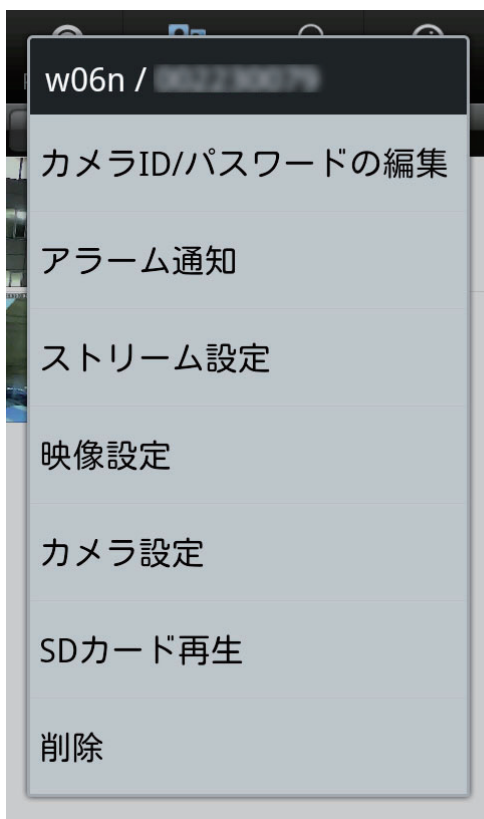 w06n /
カメラID/パスワードの編集
アラーム通知
ストリーム設定
映像設定
カメラ設定
SDカード再生
削除